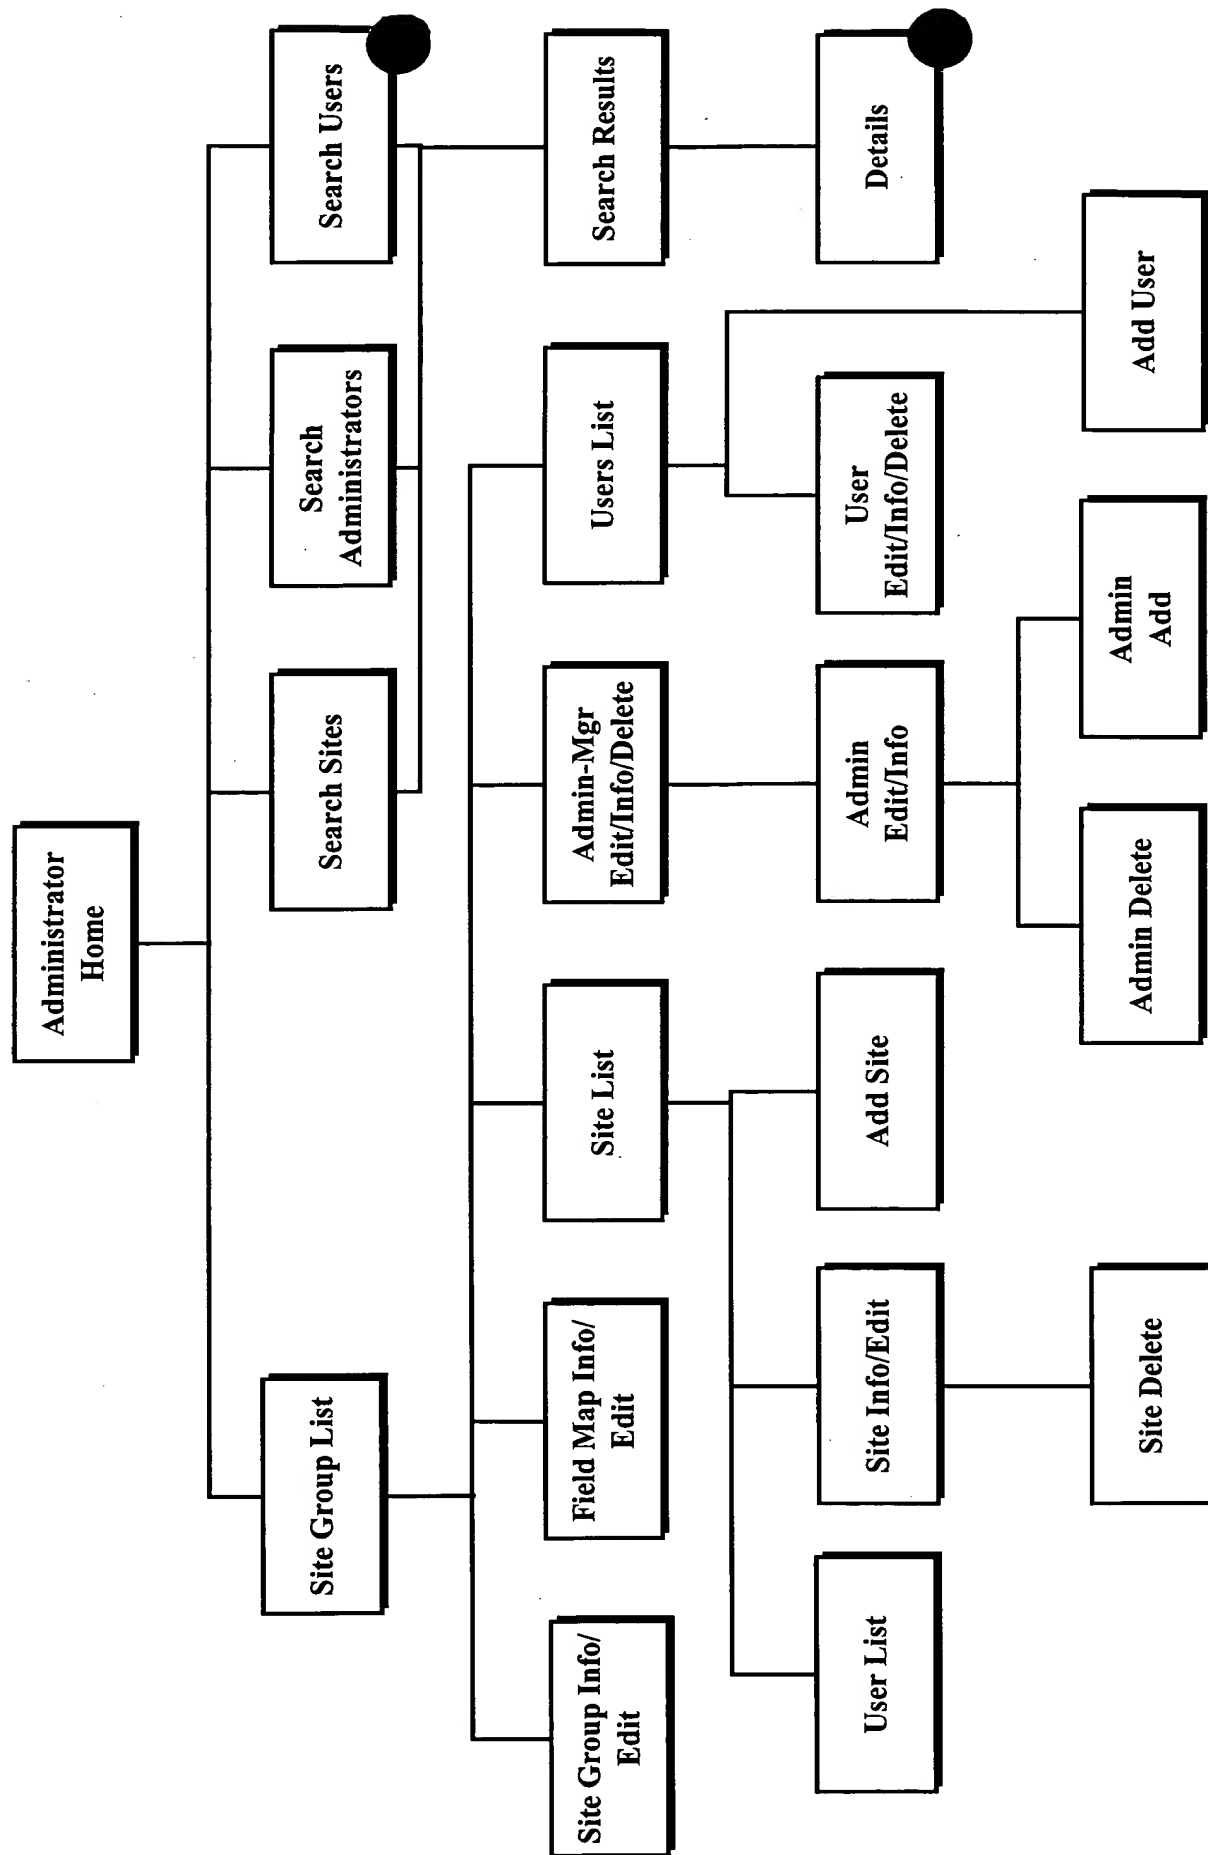 Administrator
Home
Site Group List
Search Sites
Search
Administrators
Search Users
Site Group Info/
Edit
Field Map Info/
Edit
Site List
Admin-Mgr
Edit/Info/Delete
Users List
Search Results
User List
Site Info/Edit
Add Site
Admin
Edit/Info
User
Edit/Info/Delete
Details
Site Delete
Admin Delete
Admin
Add
Add User